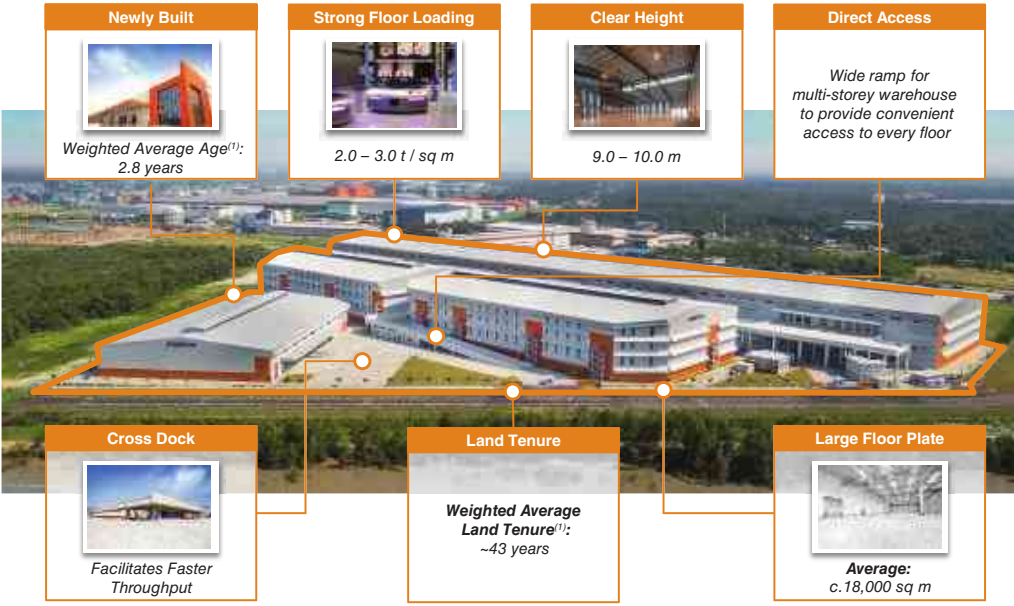 Newly Built
Weighted Average Age(1):
2.8 years
Strong Floor Loading
2.0 – 3.0 t / sq m
Clear Height
9.0 – 10.0 m
Direct Access
Wide ramp for
multi-storey warehouse
to provide convenient
access to every floor
Cross Dock
Facilitates Faster
Throughput
Land Tenure
Weighted Average
Land Tenure(1):
~43 years
Large Floor Plate
Average:
c.18,000 sq m